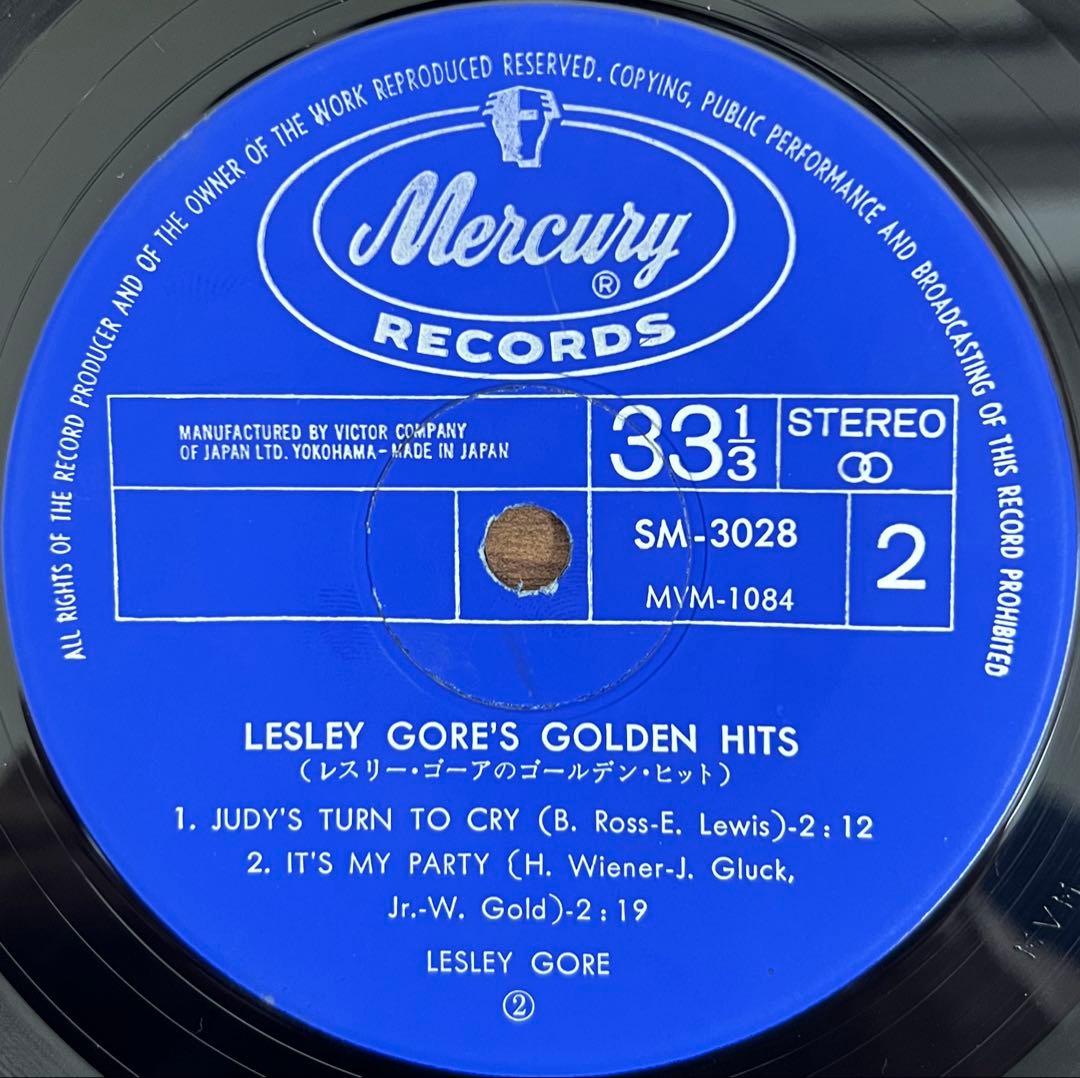 ALL RIGHTS OF THE RECORD PRODUCER AND OF THE OWNER OF THE WORK REPRODUCED RESERVED. COPYING, PUBLIC PERFORMANCE AND BROADCASTING OF THIS RECORD PROHIBITED
Mercury
®
RECORDS
MANUFACTURED BY VICTOR COMPANY
OF JAPAN LTD. YOKOHAMA – MADE IN JAPAN
33 1/3
STEREO
SM-3028
MVM-1084
2
LESLEY GORE'S GOLDEN HITS
(レスリー・ゴーアのゴールデン・ヒット)
1. JUDY'S TURN TO CRY (B. Ross-E. Lewis)-2 : 12
2. IT'S MY PARTY (H. Wiener-J. Gluck,
Jr.-W. Gold)-2 : 19
LESLEY GORE
②
MVM